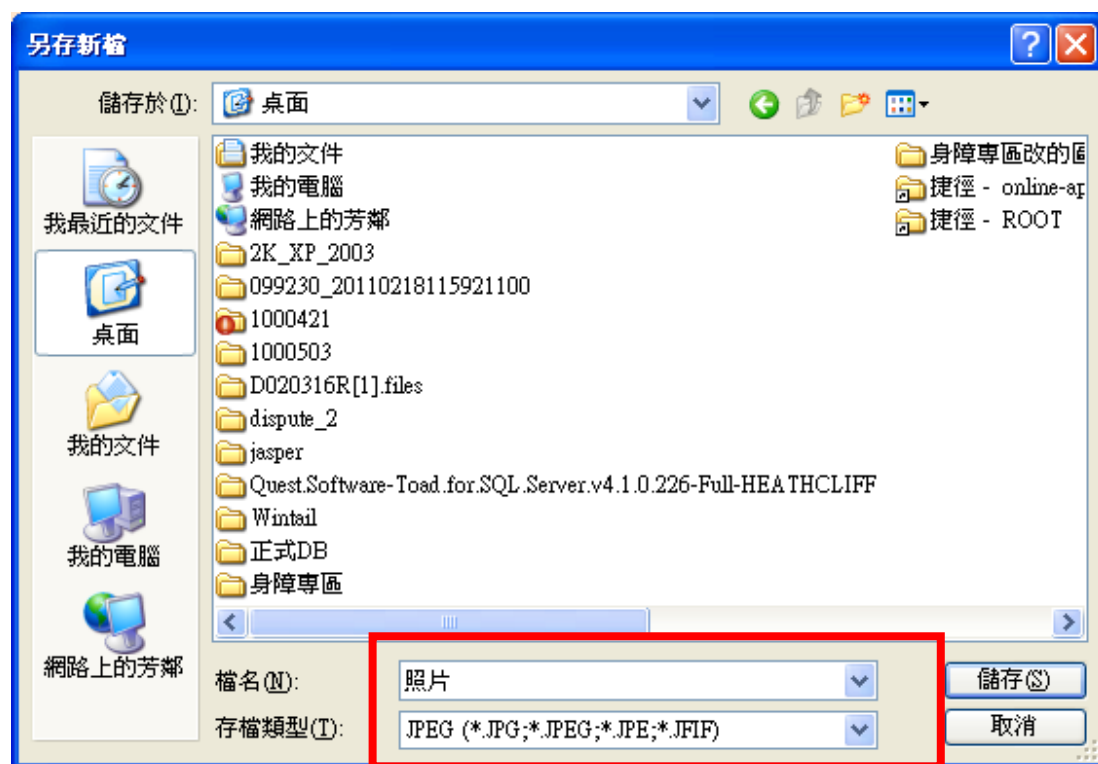 另存新檔
儲存於(I):
桌面
我最近的文件
桌面
我的文件
我的電腦
網路上的芳鄰
我的文件
我的電腦
網路上的芳鄰
2K_XP_2003
099230_20110218115921100
1000421
1000503
D020316R[1].files
dispute_2
jasper
Quest.Software-Toad.for.SQL.Server.v4.1.0.226-Full-HEATHCLIFF
Wintail
正式DB
身障專區
身障專區改的
捷徑 - online-ap
捷徑 - ROOT
檔名(N):
照片
儲存(S)
存檔類型(T):
JPEG (*.JPG;*.JPEG;*.JPE;*.JFIF)
取消